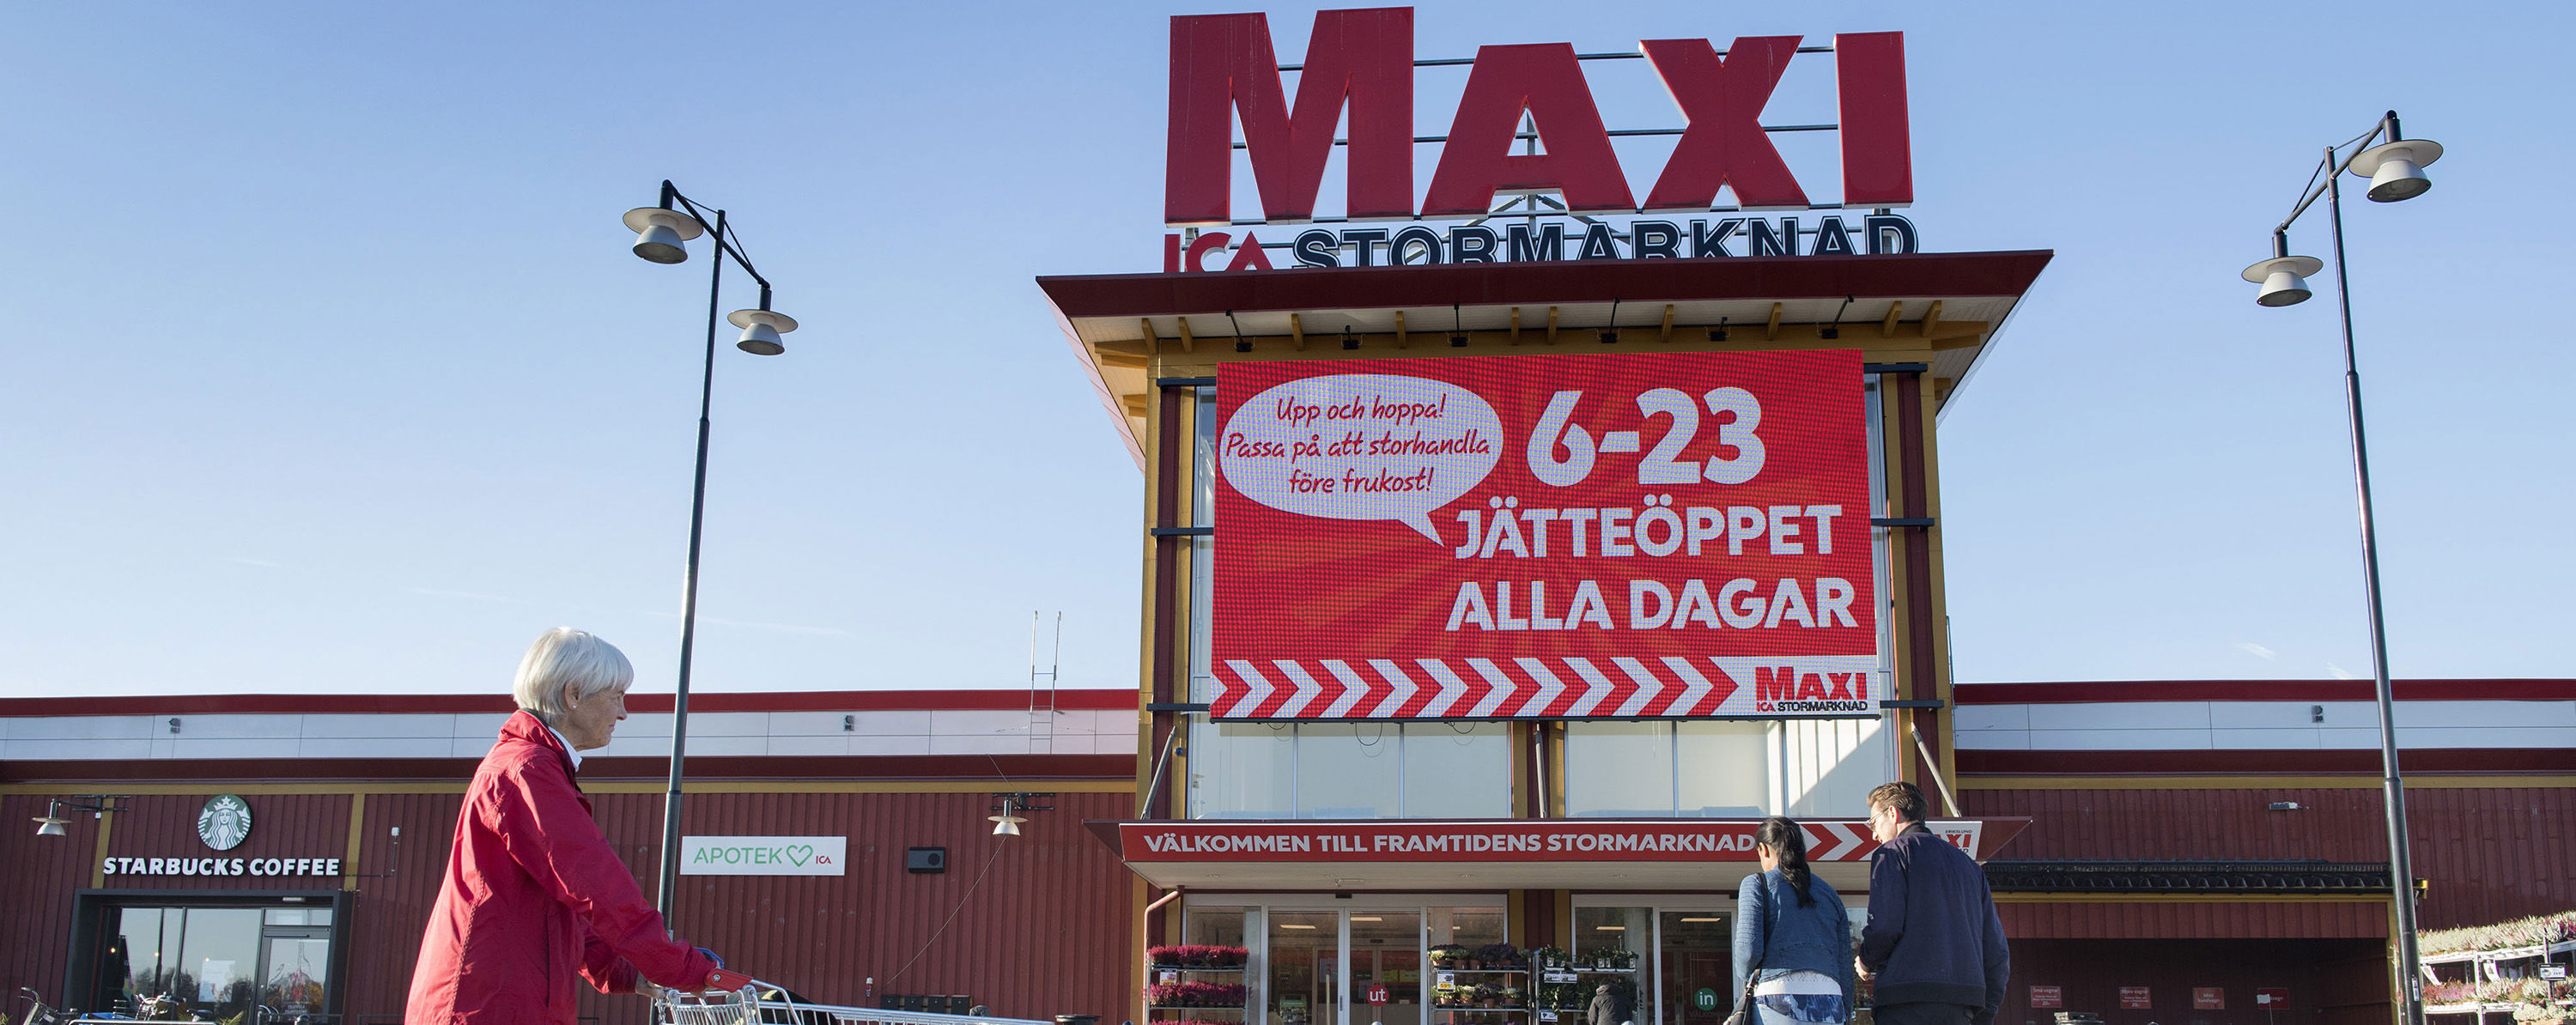 MAXI
ICA STORMARKNAD
Upp och hoppa!
Passa på att storhandla
före frukost!
6-23
JÄTTEÖPPET
ALLA DAGAR
MAXI
ICA STORMARKNAD
STARBUCKS COFFEE
APOTEK ICA
VÄLKOMMEN TILL FRAMTIDENS STORMARKNAD
ut
in